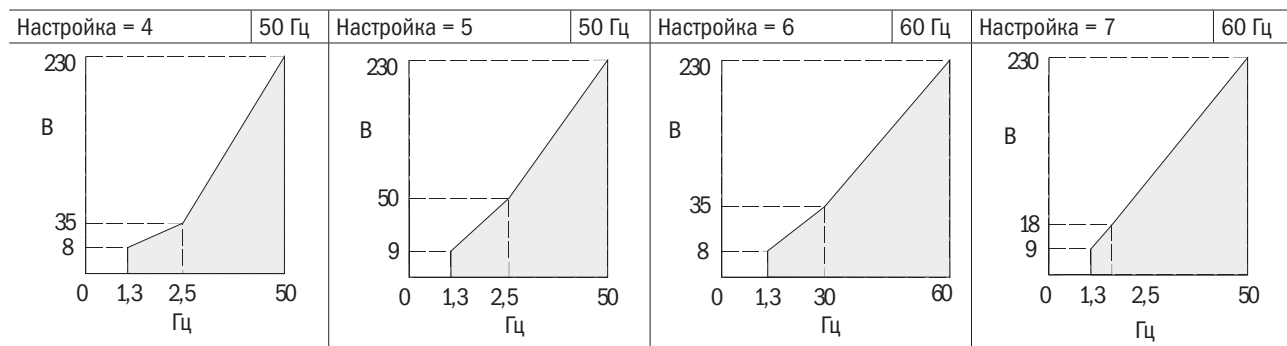 Настройка = 4 50 Гц
230
В
35
8
0 1,3 2,5 50
Гц
Настройка = 5 50 Гц
230
В
50
9
0 1,3 2,5 50
Гц
Настройка = 6 60 Гц
230
В
35
8
0 1,3 30 60
Гц
Настройка = 7 60 Гц
230
В
18
9
0 1,3 2,5 50
Гц